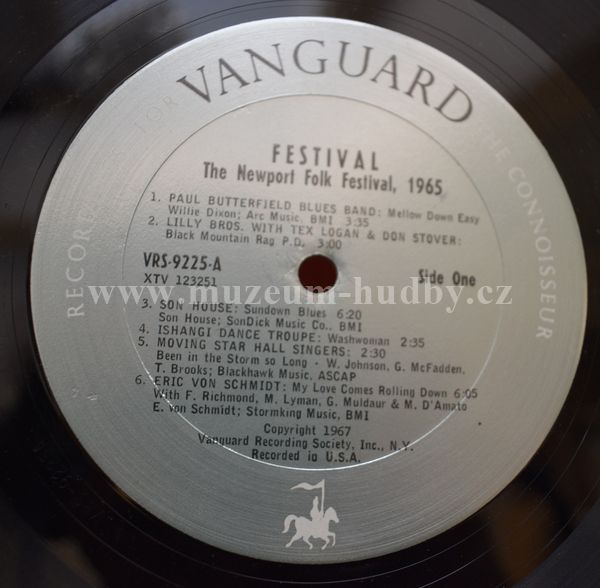 VANGUARD
RECORDINGS FOR THE CONNOISSEUR
FESTIVAL
The Newport Folk Festival, 1965
1. PAUL BUTTERFIELD BLUES BAND: Mellow Down Easy
Willie Dixon; Arc Music, BMI 3:35
2. LILLY BROS. WITH TEX LOGAN & DON STOVER:
Black Mountain Rag P.D. 3:00
VRS-9225-A
Side One
XTV 123251
www.muzeum-hudby.cz
3. SON HOUSE: Sundown Blues 6:20
Son House; SonDick Music Co., BMI
4. ISHANGI DANCE TROUPE: Washwoman 2:35
5. MOVING STAR HALL SINGERS: 2:30
Been in the Storm so Long - W. Johnson, G. McFadden,
T. Brooks; Blackhawk Music, ASCAP
6. ERIC VON SCHMIDT: My Love Comes Rolling Down 6:05
With F. Richmond, M. Lyman, G. Muldaur & M. D'Amato
E. von Schmidt; Stormking Music, BMI
Copyright 1967
Vanguard Recording Society, Inc., N.Y.
Recorded in U.S.A.